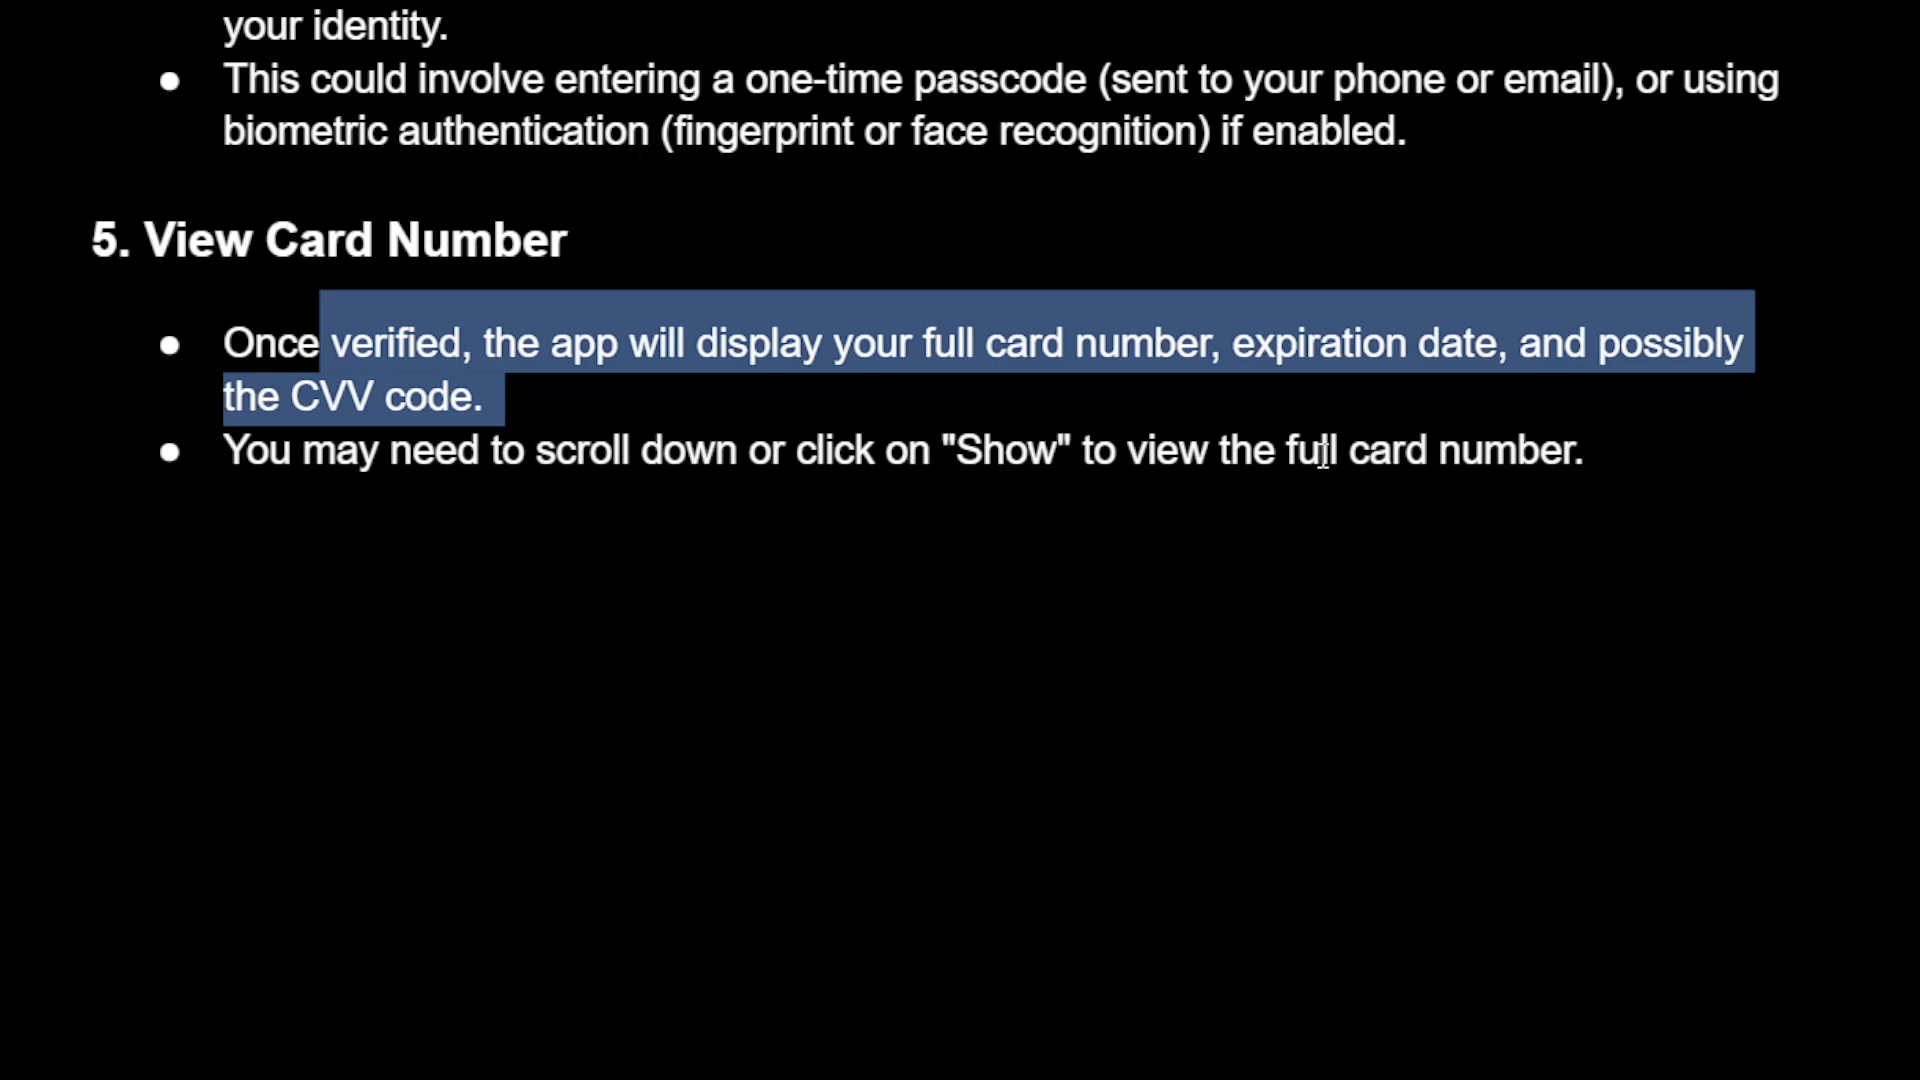 your identity.
● This could involve entering a one-time passcode (sent to your phone or email), or using
biometric authentication (fingerprint or face recognition) if enabled.
5. View Card Number
● Once verified, the app will display your full card number, expiration date, and possibly
the CVV code.
● You may need to scroll down or click on "Show" to view the full card number.